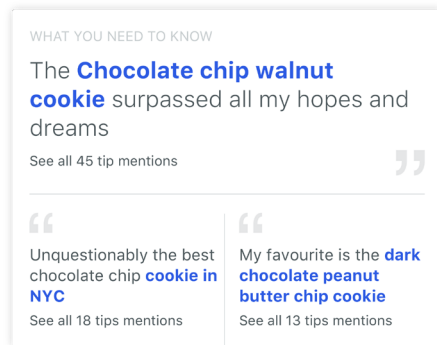 WHAT YOU NEED TO KNOW
The Chocolate chip walnut
cookie surpassed all my hopes and
dreams
See all 45 tip mentions
”
“
Unquestionably the best
chocolate chip cookie in
NYC
See all 18 tips mentions
“
My favourite is the dark
chocolate peanut
butter chip cookie
See all 13 tips mentions